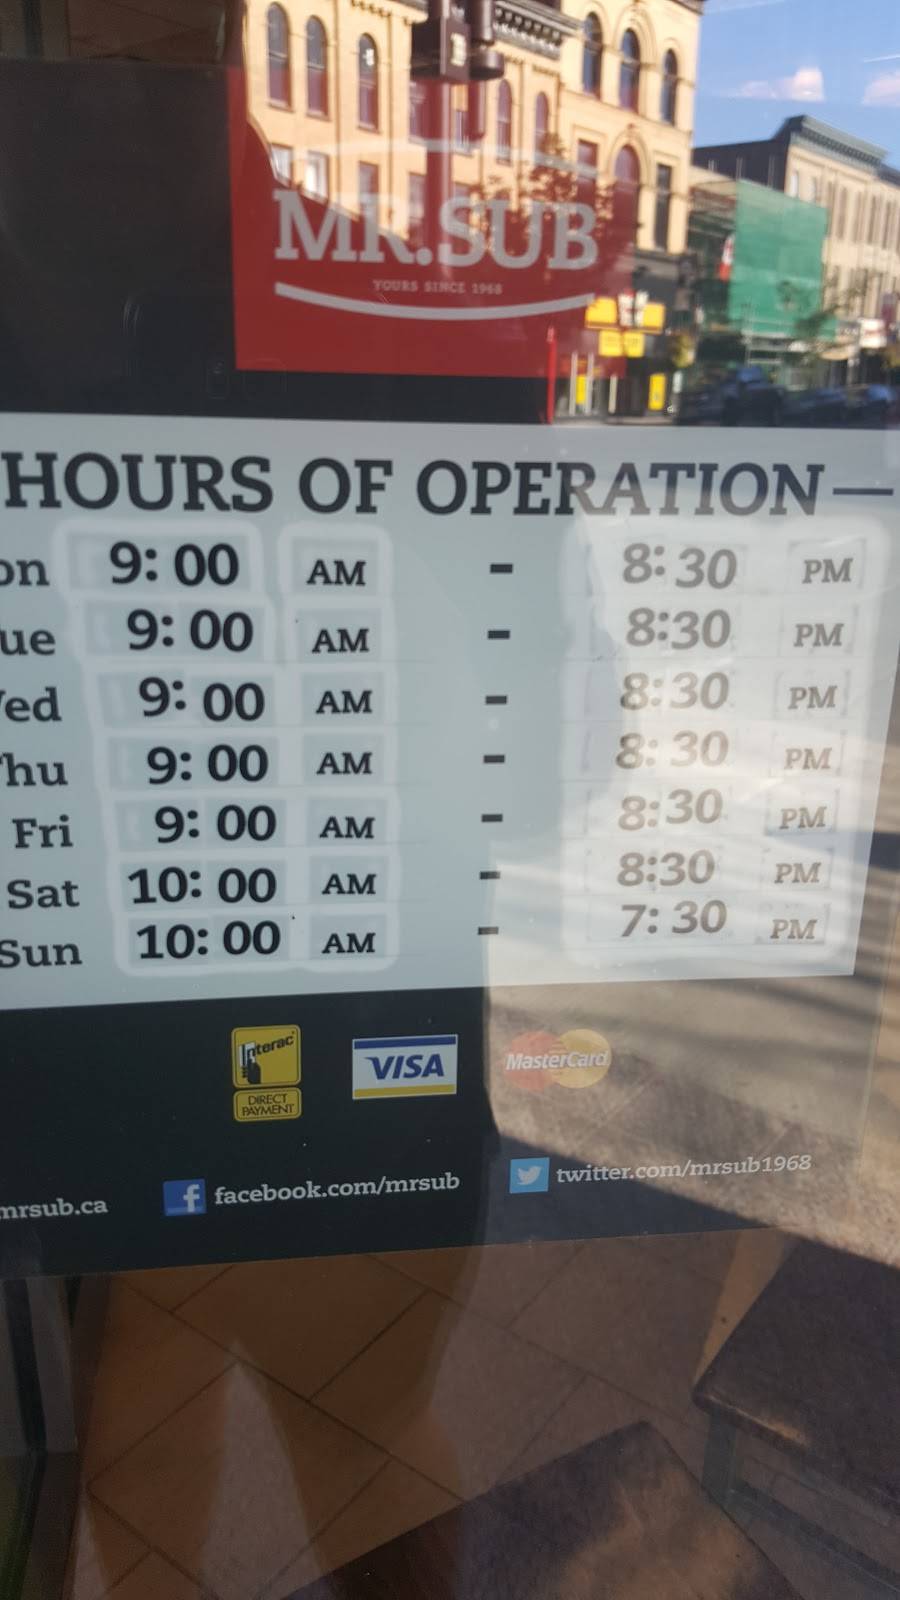 MR.SUB
YOURS SINCE 1968
HOURS OF OPERATION —
on 9:00 AM - 8:30 PM
ue 9:00 AM - 8:30 PM
ed 9:00 AM - 8:30 PM
hu 9:00 AM - 8:30 PM
Fri 9:00 AM - 8:30 PM
Sat 10:00 AM - 8:30 PM
Sun 10:00 AM - 7:30 PM
Interac VISA MasterCard
DIRECT
PAYMENT
mrsub.ca facebook.com/mrsub twitter.com/mrsub1968